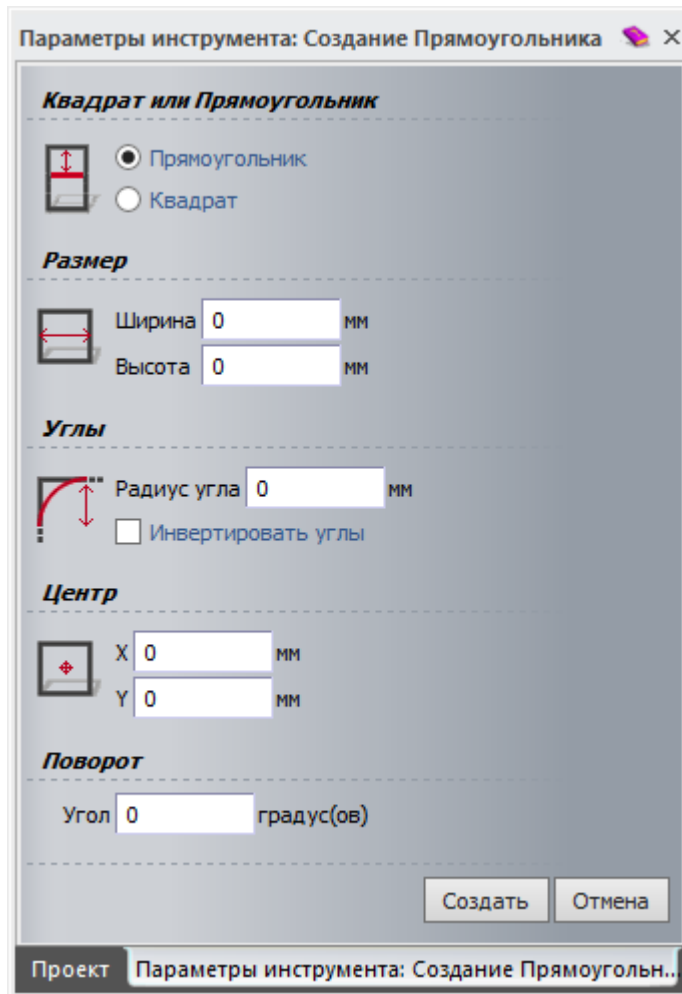 Параметры инструмента: Создание Прямоугольника
Квадрат или Прямоугольник
Прямоугольник
Квадрат
Размер
Ширина 0 мм
Высота 0 мм
Углы
Радиус угла 0 мм
Инвертировать углы
Центр
X 0 мм
Y 0 мм
Поворот
Угол 0 градус(ов)
Создать Отмена
Проект Параметры инструмента: Создание Прямоугольн...